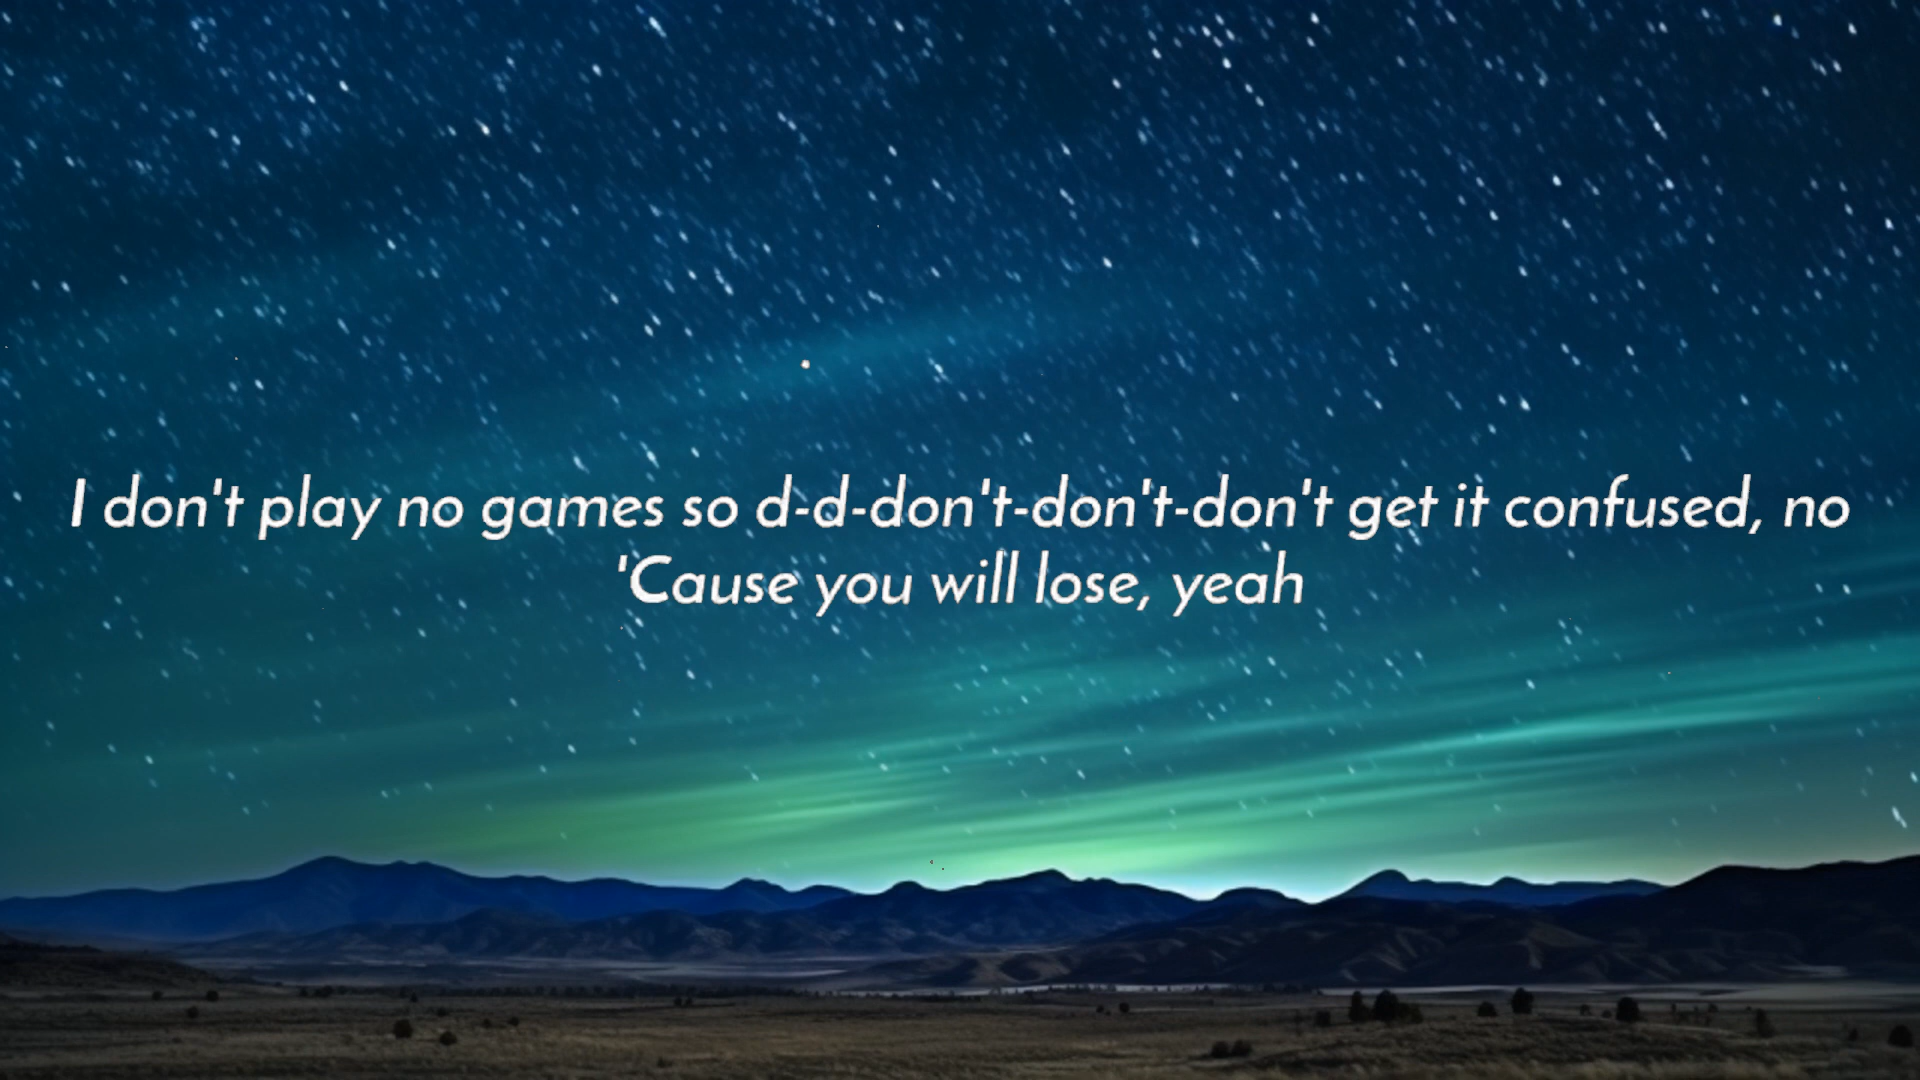 I don't play no games so d-d-don't-don't-don't get it confused, no
'Cause you will lose, yeah